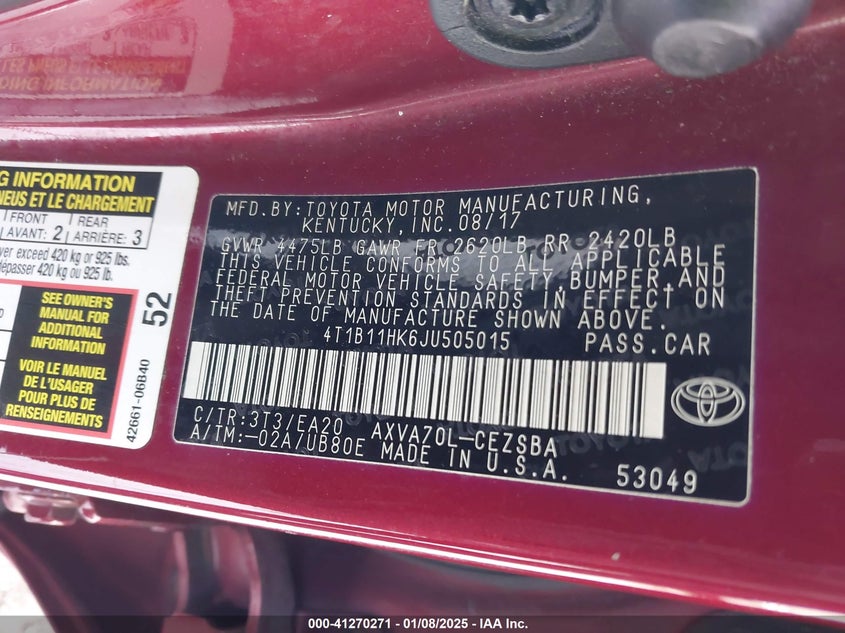 G INFORMATION
NEUS ET LE CHARGEMENT
FRONT
AVANT: 2
REAR
ARRIÈRE: 3
ver exceed 420 kg or 925 lbs.
dépasser 420 kg ou 925 lb.
SEE OWNER'S
MANUAL FOR
ADDITIONAL
INFORMATION
VOIR LE MANUEL
DE L'USAGER
POUR PLUS DE
RENSEIGNEMENTS
52
42661-06B40
MFD.BY:TOYOTA MOTOR MANUFACTURING,
KENTUCKY,INC.08/17
GVWR 4475LB GAWR FR 2620LB RR 2420LB
THIS VEHICLE CONFORMS TO ALL APPLICABLE
FEDERAL MOTOR VEHICLE SAFETY,BUMPER,AND
THEFT PREVENTION STANDARDS IN EFFECT ON
THE DATE OF MANUFACTURE SHOWN ABOVE.
4T1B11HK6JU505015 PASS.CAR
C/TR:3T3/EA20 AXVA70L-CEZSBA
A/TM:-02A/UB80E MADE IN U.S.A.
53049
000-41270271 | 01/08/2025 | IAA Inc.